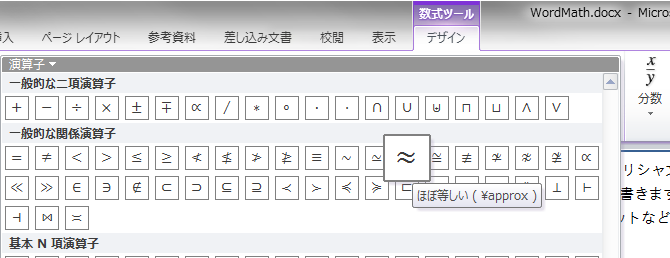 数式ツール WordMath.docx - Micros
挿入 ページ レイアウト 参考資料 差し込み文書 校閲 表示 デザイン
演算子
一般的な二項演算子
+ − ÷ × ± ∓ ∝ / * ∘ · · ∩ ∪ ⊎ ⊓ ⊔ ∧ ∨
一般的な関係演算子
= ≠ < > ≤ ≥ ≮ ≰ ≯ ≱ ≡ ∼ ≃ ≈ ≅ ≢ ≄ ≉ ≇ ∝
≪ ≫ ∈ ∋ ∉ ⊂ ⊃ ⊆ ⊇ ≺ ≻ ≼ ≽ ⊥ ⊢
ほぼ等しい ( ¥approx )
⊣ ⋈ ≍
基本 N 項演算子
x
y
分数
リシャ
書きます
ットなど